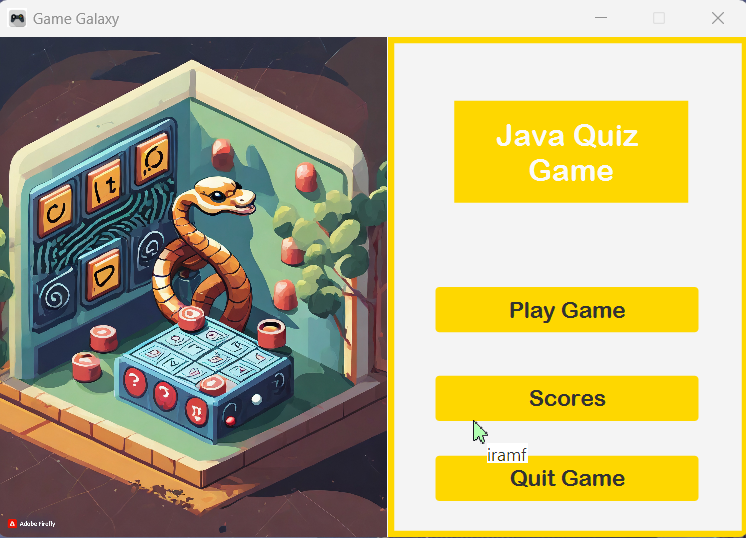 Game Galaxy
Java Quiz
Game
Play Game
Scores
iramf
Quit Game
Adobe Firefly